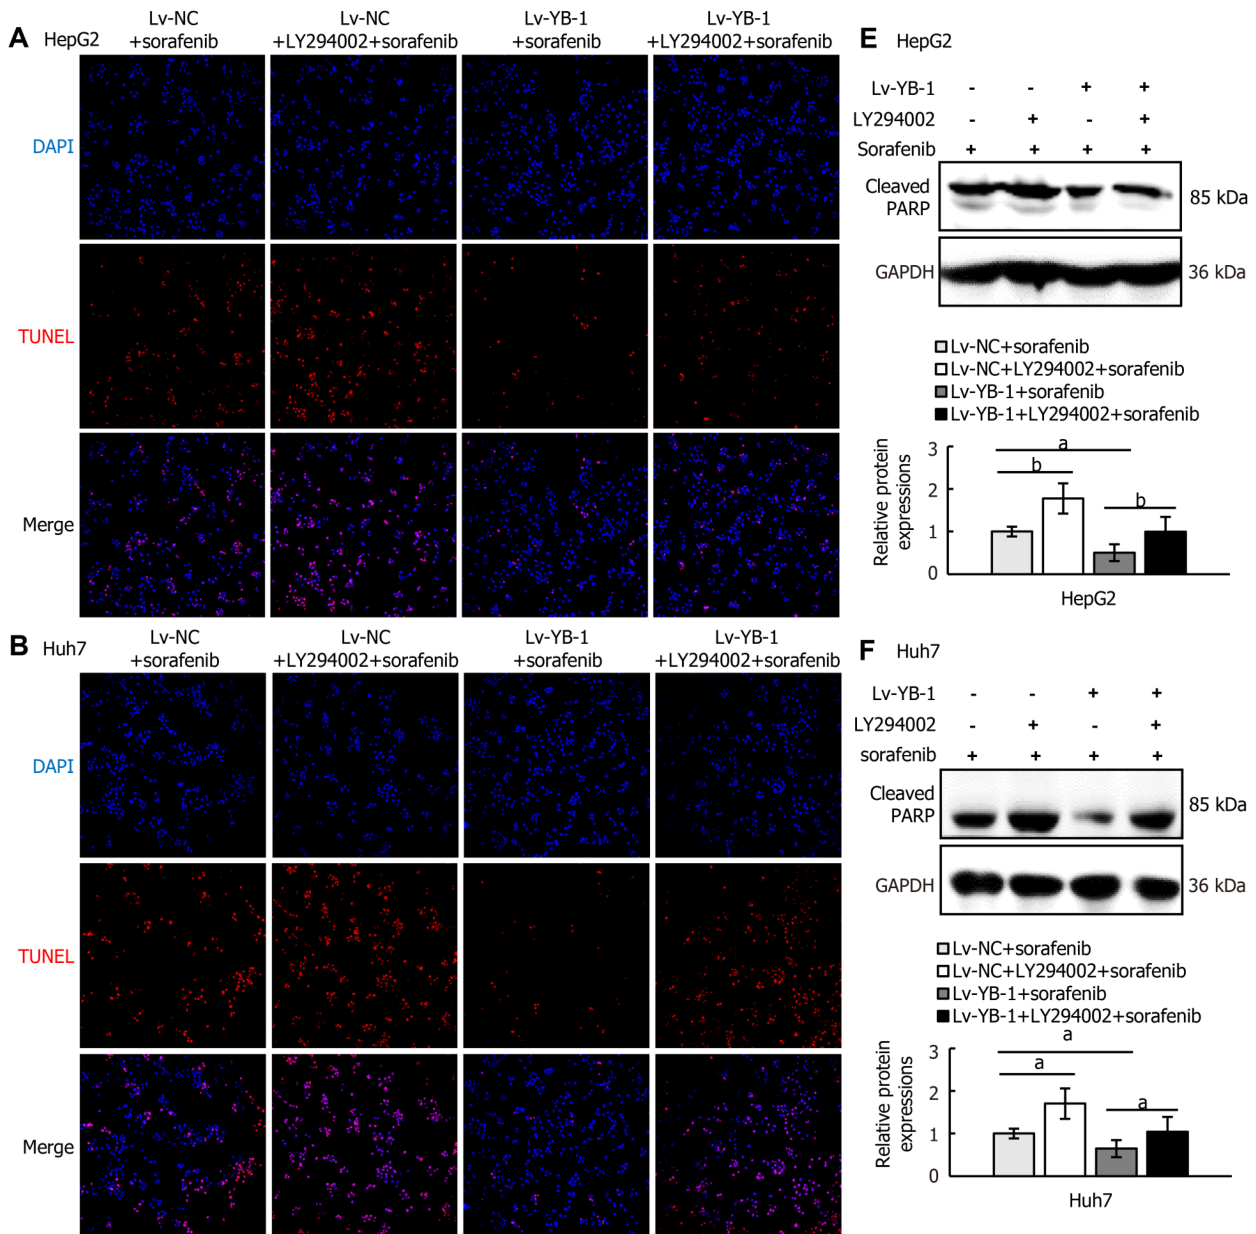 A HepG2
Lv-NC
+sorafenib
Lv-NC
+LY294002+sorafenib
Lv-YB-1
+sorafenib
Lv-YB-1
+LY294002+sorafenib
DAPI
TUNEL
Merge
B Huh7
Lv-NC
+sorafenib
Lv-NC
+LY294002+sorafenib
Lv-YB-1
+sorafenib
Lv-YB-1
+LY294002+sorafenib
DAPI
TUNEL
Merge
E HepG2
Lv-YB-1 - - + +
LY294002 - + - +
Sorafenib + + + +
Cleaved
PARP
85 kDa
GAPDH
36 kDa
Lv-NC+sorafenib
Lv-NC+LY294002+sorafenib
Lv-YB-1+sorafenib
Lv-YB-1+LY294002+sorafenib
Relative protein
expressions
3
2
1
0
a
b
b
HepG2
F Huh7
Lv-YB-1 - - + +
LY294002 - + - +
sorafenib + + + +
Cleaved
PARP
85 kDa
GAPDH
36 kDa
Lv-NC+sorafenib
Lv-NC+LY294002+sorafenib
Lv-YB-1+sorafenib
Lv-YB-1+LY294002+sorafenib
Relative protein
expressions
3
2
1
0
a
a
a
Huh7